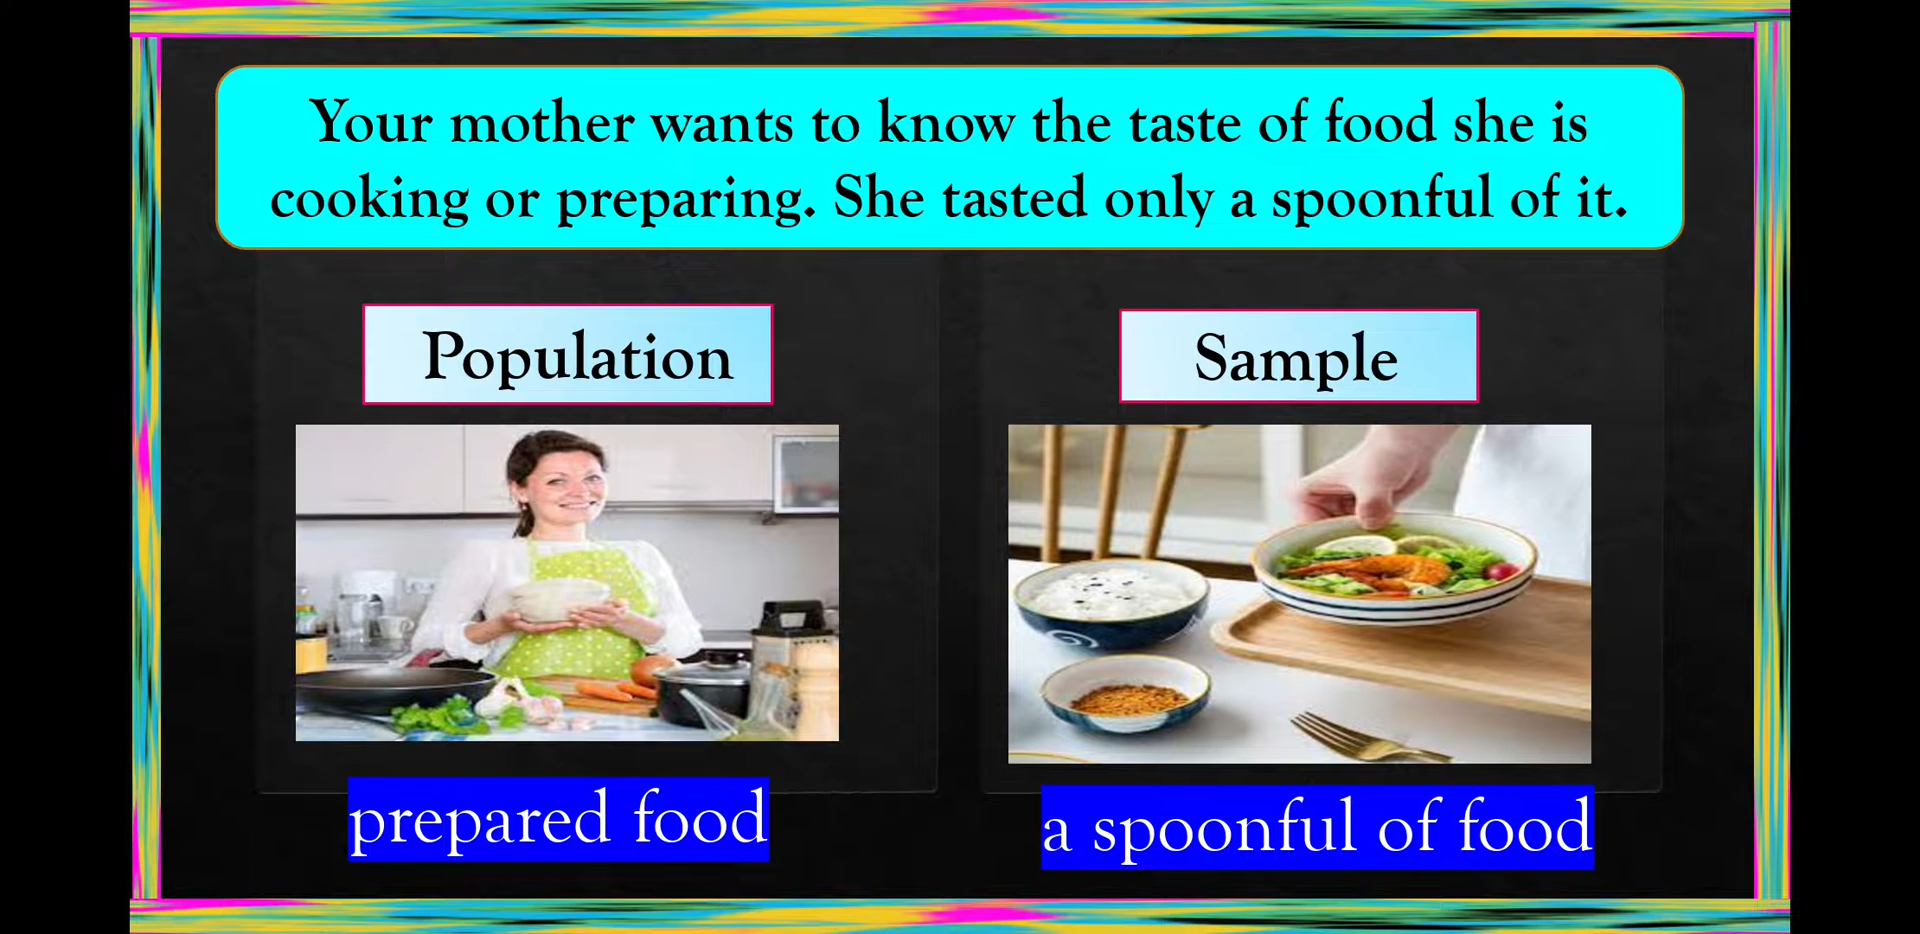 Your mother wants to know the taste of food she is
cooking or preparing. She tasted only a spoonful of it.
Population
Sample
prepared food
a spoonful of food